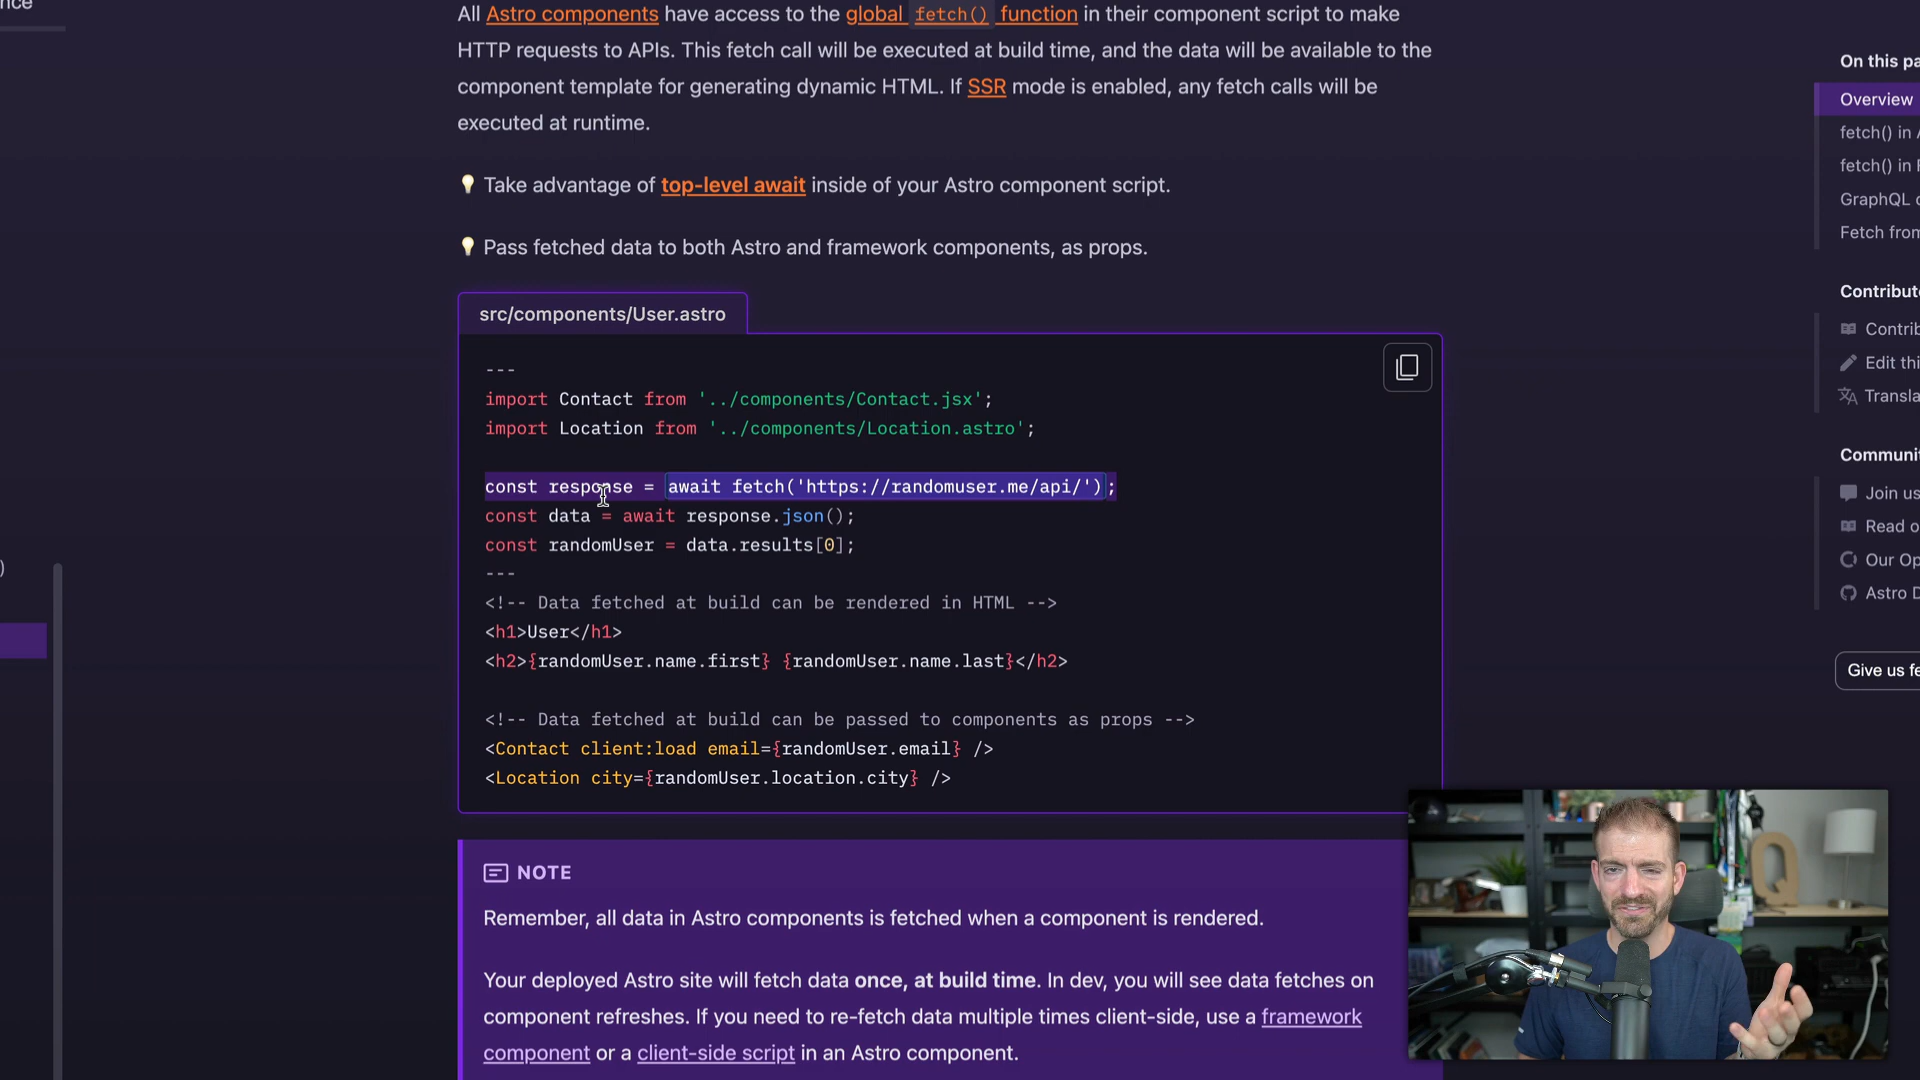 nce
All Astro components have access to the global fetch() function in their component script to make
HTTP requests to APIs. This fetch call will be executed at build time, and the data will be available to the
component template for generating dynamic HTML. If SSR mode is enabled, any fetch calls will be
executed at runtime.
💡 Take advantage of top-level await inside of your Astro component script.
💡 Pass fetched data to both Astro and framework components, as props.
src/components/User.astro
---
import Contact from '../components/Contact.jsx';
import Location from '../components/Location.astro';
const response = await fetch('https://randomuser.me/api/');
const data = await response.json();
const randomUser = data.results[0];
---
<!-- Data fetched at build can be rendered in HTML -->
<h1>User</h1>
<h2>{randomUser.name.first} {randomUser.name.last}</h2>
<!-- Data fetched at build can be passed to components as props -->
<Contact client:load email={randomUser.email} />
<Location city={randomUser.location.city} />
NOTE
Remember, all data in Astro components is fetched when a component is rendered.
Your deployed Astro site will fetch data once, at build time. In dev, you will see data fetches on
component refreshes. If you need to re-fetch data multiple times client-side, use a framework
component or a client-side script in an Astro component.
)
On this pa
Overview
fetch() in A
fetch() in F
GraphQL c
Fetch from
Contribut
Contrib
Edit thi
Transla
Communi
Join us
Read o
Our Op
Astro D
Give us fe